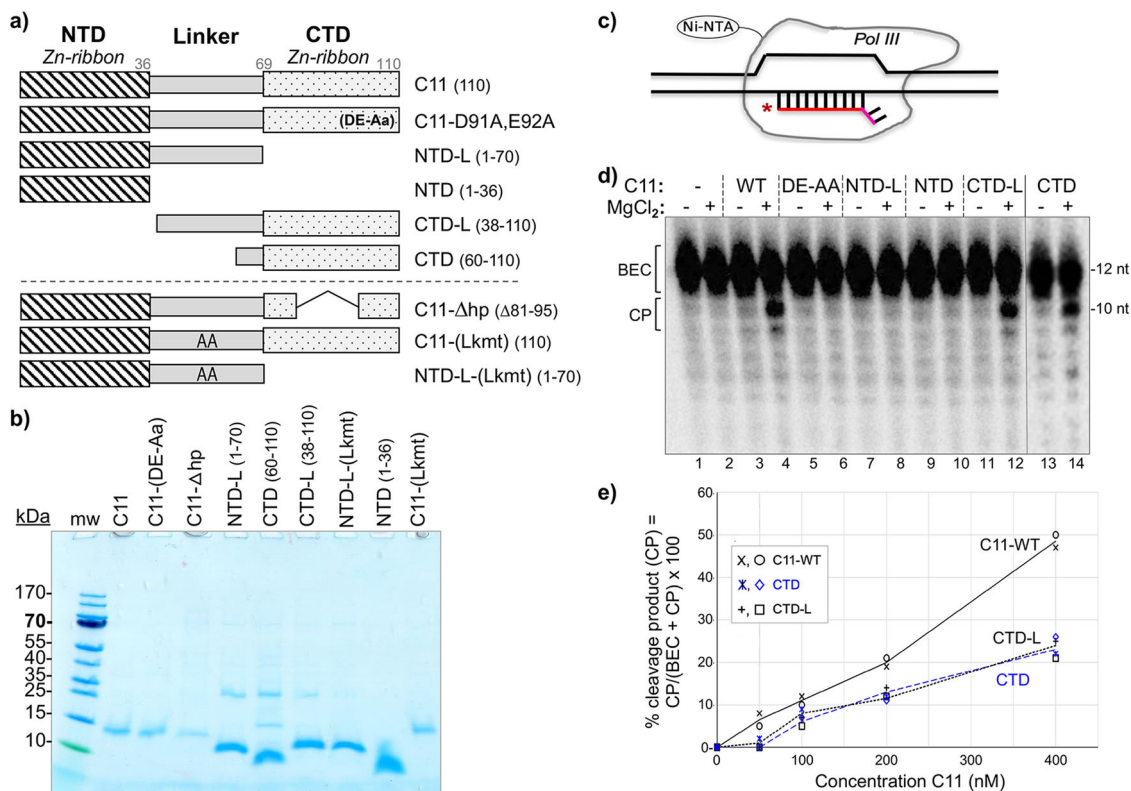 a)
NTD Linker CTD
Zn-ribbon Zn-ribbon
36 69 110
C11 (110)
(DE-Aa) C11-D91A,E92A
NTD-L (1-70)
NTD (1-36)
CTD-L (38-110)
CTD (60-110)
C11-Δhp (Δ81-95)
AA C11-(Lkmt) (110)
AA NTD-L-(Lkmt) (1-70)
b)
kDa mw C11 C11-(DE-Aa) C11-Δhp NTD-L (1-70) CTD (60-110) CTD-L (38-110) NTD-L-(Lkmt) NTD (1-36) C11-(Lkmt)
170-
70-
55-
40-
35-
25-
15-
10-
c)
Ni-NTA Pol III
*
d)
C11: - WT DE-AA NTD-L NTD CTD-L CTD
MgCl2: - + - + - + - + - + - + - +
BEC -12 nt
CP -10 nt
1 2 3 4 5 6 7 8 9 10 11 12 13 14
e)
% cleavage product (CP) =
CP/(BEC + CP) x 100
60
50
40
30
20
10
0
C11-WT
CTD-L
CTD
x, o C11-WT
x, ◇ CTD
+, □ CTD-L
0 100 200 300 400
Concentration C11 (nM)